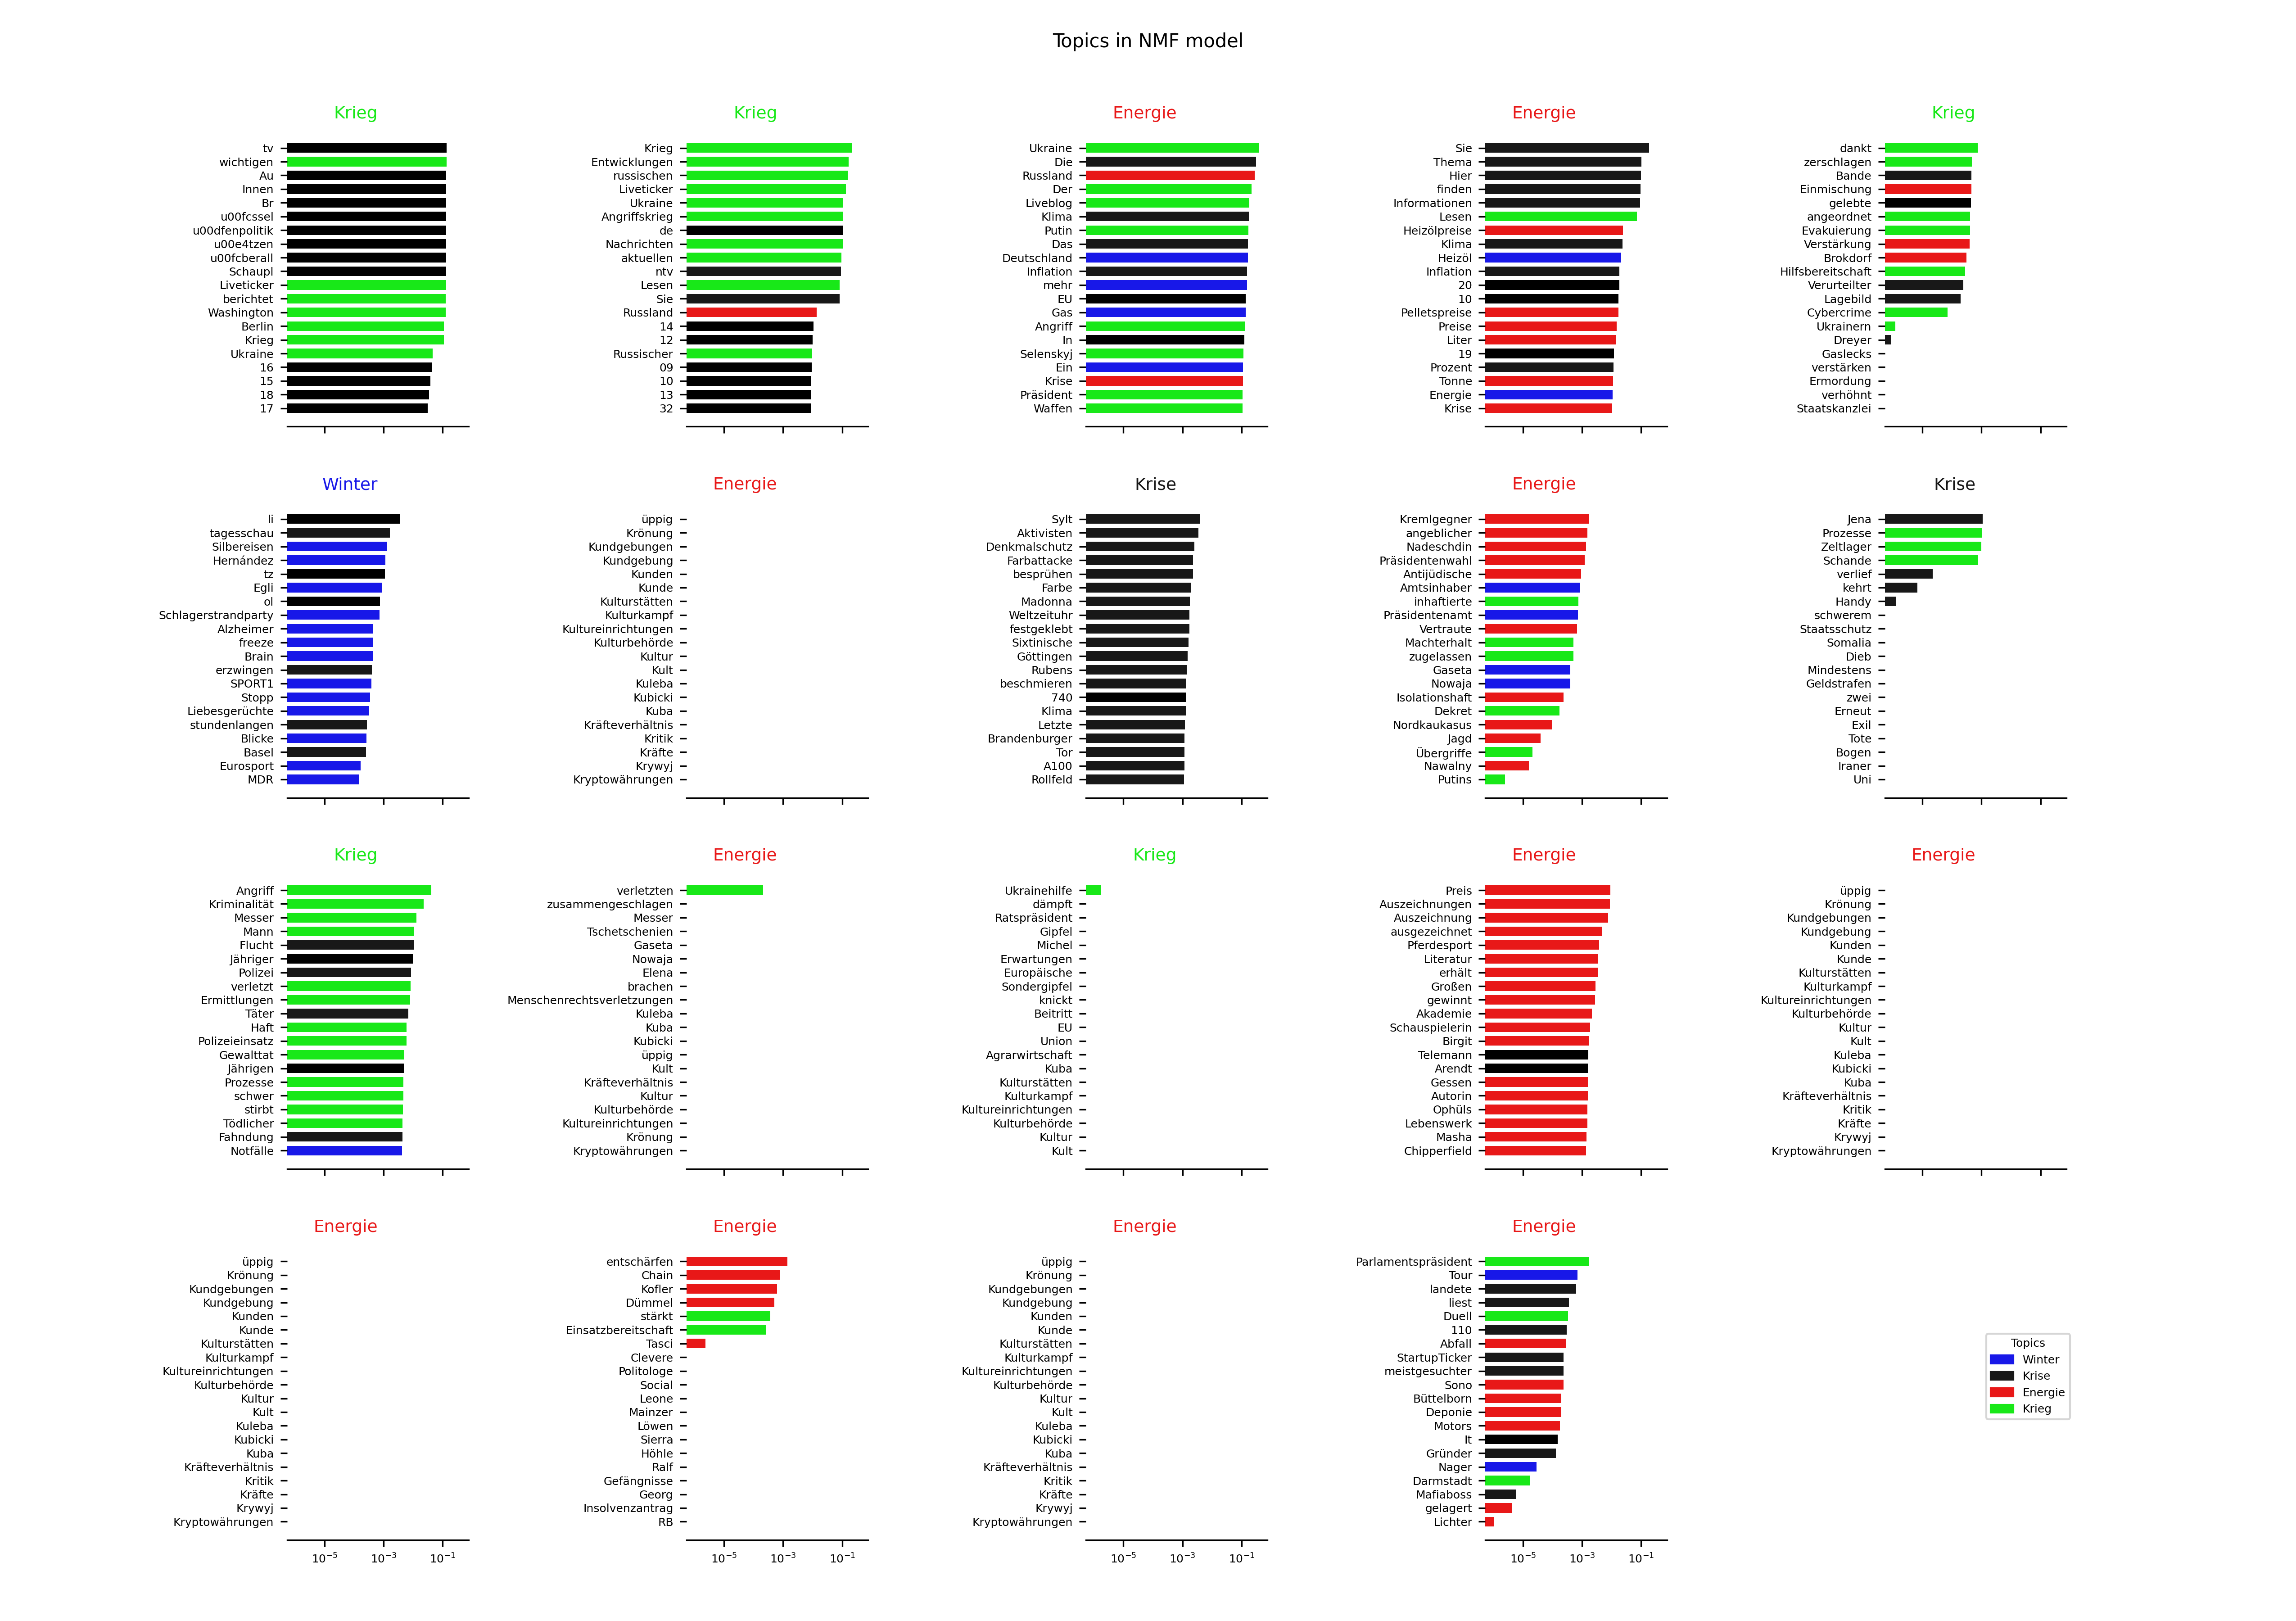 Topics in NMF model
Krieg
tv
wichtigen
Au
Innen
Br
u00fcssel
u00dfenpolitik
u00e4tzen
u00fcberall
Schaupl
Liveticker
berichtet
Washington
Berlin
Krieg
Ukraine
16
15
18
17
Krieg
Krieg
Entwicklungen
russischen
Liveticker
Ukraine
Angriffskrieg
de
Nachrichten
aktuellen
ntv
Lesen
Sie
Russland
14
12
Russischer
09
10
13
32
Energie
Ukraine
Die
Russland
Der
Liveblog
Klima
Putin
Das
Deutschland
Inflation
mehr
EU
Gas
Angriff
In
Selenskyj
Ein
Krise
Präsident
Waffen
Energie
Sie
Thema
Hier
finden
Informationen
Lesen
Heizölpreise
Klima
Heizöl
Inflation
20
10
Pelletspreise
Preise
Liter
19
Prozent
Tonne
Energie
Krise
Krieg
dankt
zerschlagen
Bande
Einmischung
gelebte
angeordnet
Evakuierung
Verstärkung
Brokdorf
Hilfsbereitschaft
Verurteilter
Lagebild
Cybercrime
Ukrainern
Dreyer
Gaslecks
verstärken
Ermordung
verhöhnt
Staatskanzlei
Winter
li
tagesschau
Silbereisen
Hernández
tz
Egli
ol
Schlagerstrandparty
Alzheimer
freeze
Brain
erzwingen
SPORT1
Stopp
Liebesgerüchte
stundenlangen
Blicke
Basel
Eurosport
MDR
Energie
üppig
Krönung
Kundgebungen
Kundgebung
Kunden
Kunde
Kulturstätten
Kulturkampf
Kultureinrichtungen
Kulturbehörde
Kultur
Kult
Kuleba
Kubicki
Kuba
Kräfteverhältnis
Kritik
Kräfte
Krywyj
Kryptowährungen
Krise
Sylt
Aktivisten
Denkmalschutz
Farbattacke
besprühen
Farbe
Madonna
Weltzeituhr
festgeklebt
Sixtinische
Göttingen
Rubens
beschmieren
740
Klima
Letzte
Brandenburger
Tor
A100
Rollfeld
Energie
Kremlgegner
angeblicher
Nadeschdin
Präsidentenwahl
Antijüdische
Amtsinhaber
inhaftierte
Präsidentenamt
Vertraute
Machterhalt
zugelassen
Gaseta
Nowaja
Isolationshaft
Dekret
Nordkaukasus
Jagd
Übergriffe
Nawalny
Putins
Krise
Jena
Prozesse
Zeltlager
Schande
verlief
kehrt
Handy
schwerem
Staatsschutz
Somalia
Dieb
Mindestens
Geldstrafen
zwei
Erneut
Exil
Tote
Bogen
Iraner
Uni
Krieg
Angriff
Kriminalität
Messer
Mann
Flucht
Jähriger
Polizei
verletzt
Ermittlungen
Täter
Haft
Polizeieinsatz
Gewalttat
Jährigen
Prozesse
schwer
stirbt
Tödlicher
Fahndung
Notfälle
Energie
verletzten
zusammengeschlagen
Messer
Tschetschenien
Gaseta
Nowaja
Elena
brachen
Menschenrechtsverletzungen
Kuleba
Kuba
Kubicki
üppig
Kult
Kräfteverhältnis
Kultur
Kulturbehörde
Kultureinrichtungen
Krönung
Kryptowährungen
Krieg
Ukrainehilfe
dämpft
Ratspräsident
Gipfel
Michel
Erwartungen
Europäische
Sondergipfel
knickt
Beitritt
EU
Union
Agrarwirtschaft
Kuba
Kulturstätten
Kulturkampf
Kultureinrichtungen
Kulturbehörde
Kultur
Kult
Energie
Preis
Auszeichnungen
Auszeichnung
ausgezeichnet
Pferdesport
Literatur
erhält
Großen
gewinnt
Akademie
Schauspielerin
Birgit
Telemann
Arendt
Gessen
Autorin
Ophüls
Lebenswerk
Masha
Chipperfield
Energie
üppig
Krönung
Kundgebungen
Kundgebung
Kunden
Kunde
Kulturstätten
Kulturkampf
Kultureinrichtungen
Kulturbehörde
Kultur
Kult
Kuleba
Kubicki
Kuba
Kräfteverhältnis
Kritik
Kräfte
Krywyj
Kryptowährungen
Energie
üppig
Krönung
Kundgebungen
Kundgebung
Kunden
Kunde
Kulturstätten
Kulturkampf
Kultureinrichtungen
Kulturbehörde
Kultur
Kult
Kuleba
Kubicki
Kuba
Kräfteverhältnis
Kritik
Kräfte
Krywyj
Kryptowährungen
10⁻⁵ 10⁻³ 10⁻¹
Energie
entschärfen
Chain
Kofler
Dümmel
stärkt
Einsatzbereitschaft
Tasci
Clevere
Politologe
Social
Leone
Mainzer
Löwen
Sierra
Höhle
Ralf
Gefängnisse
Georg
Insolvenzantrag
RB
10⁻⁵ 10⁻³ 10⁻¹
Energie
üppig
Krönung
Kundgebungen
Kundgebung
Kunden
Kunde
Kulturstätten
Kulturkampf
Kultureinrichtungen
Kulturbehörde
Kultur
Kult
Kuleba
Kubicki
Kuba
Kräfteverhältnis
Kritik
Kräfte
Krywyj
Kryptowährungen
10⁻⁵ 10⁻³ 10⁻¹
Energie
Parlamentspräsident
Tour
landete
liest
Duell
110
Abfall
StartupTicker
meistgesuchter
Sono
Büttelborn
Deponie
Motors
It
Gründer
Nager
Darmstadt
Mafiaboss
gelagert
Lichter
10⁻⁵ 10⁻³ 10⁻¹
Topics
Winter
Krise
Energie
Krieg